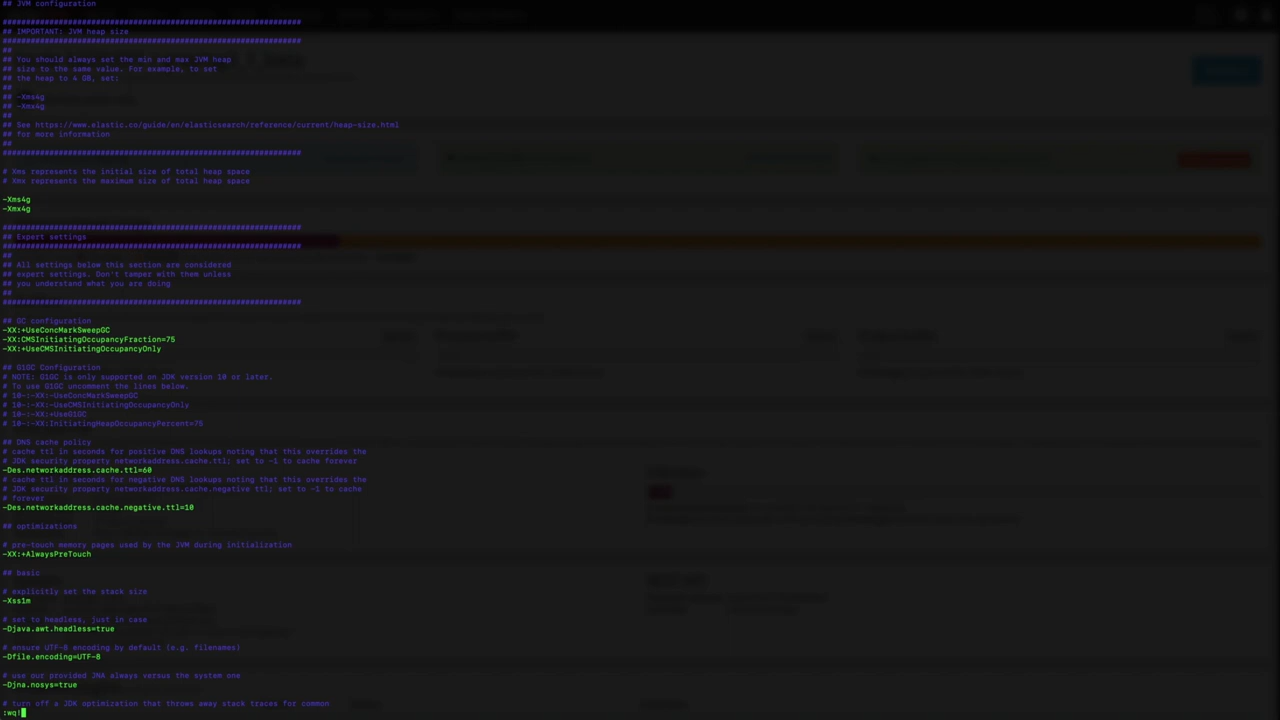 ## JVM configuration
################################################################
## IMPORTANT: JVM heap size
################################################################
##
## You should always set the min and max JVM heap
## size to the same value. For example, to set
## the heap to 4 GB, set:
##
## -Xms4g
## -Xmx4g
##
## See https://www.elastic.co/guide/en/elasticsearch/reference/current/heap-size.html
## for more information
##
################################################################
# Xms represents the initial size of total heap space
# Xmx represents the maximum size of total heap space
-Xms4g
-Xmx4g
################################################################
## Expert settings
################################################################
##
## All settings below this section are considered
## expert settings. Don't tamper with them unless
## you understand what you are doing
##
################################################################
## GC configuration
-XX:+UseConcMarkSweepGC
-XX:CMSInitiatingOccupancyFraction=75
-XX:+UseCMSInitiatingOccupancyOnly
## G1GC Configuration
# NOTE: G1GC is only supported on JDK version 10 or later.
# To use G1GC uncomment the lines below.
# 10-:-XX:-UseConcMarkSweepGC
# 10-:-XX:-UseCMSInitiatingOccupancyOnly
# 10-:-XX:+UseG1GC
# 10-:-XX:InitiatingHeapOccupancyPercent=75
## DNS cache policy
# cache ttl in seconds for positive DNS lookups noting that this overrides the
# JDK security property networkaddress.cache.ttl; set to -1 to cache forever
-Des.networkaddress.cache.ttl=60
# cache ttl in seconds for negative DNS lookups noting that this overrides the
# JDK security property networkaddress.cache.negative ttl; set to -1 to cache
# forever
-Des.networkaddress.cache.negative.ttl=10
## optimizations
# pre-touch memory pages used by the JVM during initialization
-XX:+AlwaysPreTouch
## basic
# explicitly set the stack size
-Xss1m
# set to headless, just in case
-Djava.awt.headless=true
# ensure UTF-8 encoding by default (e.g. filenames)
-Dfile.encoding=UTF-8
# use our provided JNA always versus the system one
-Djna.nosys=true
# turn off a JDK optimization that throws away stack traces for common
:wq!